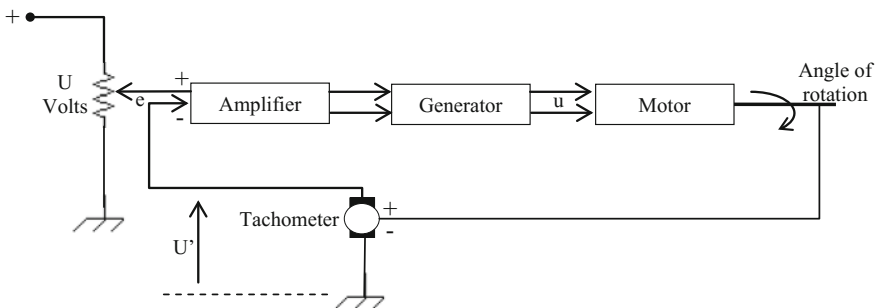 +
U
Volts
e
+
-
Amplifier
Generator
u
Motor
Angle of
rotation
Tachometer
+
-
U’